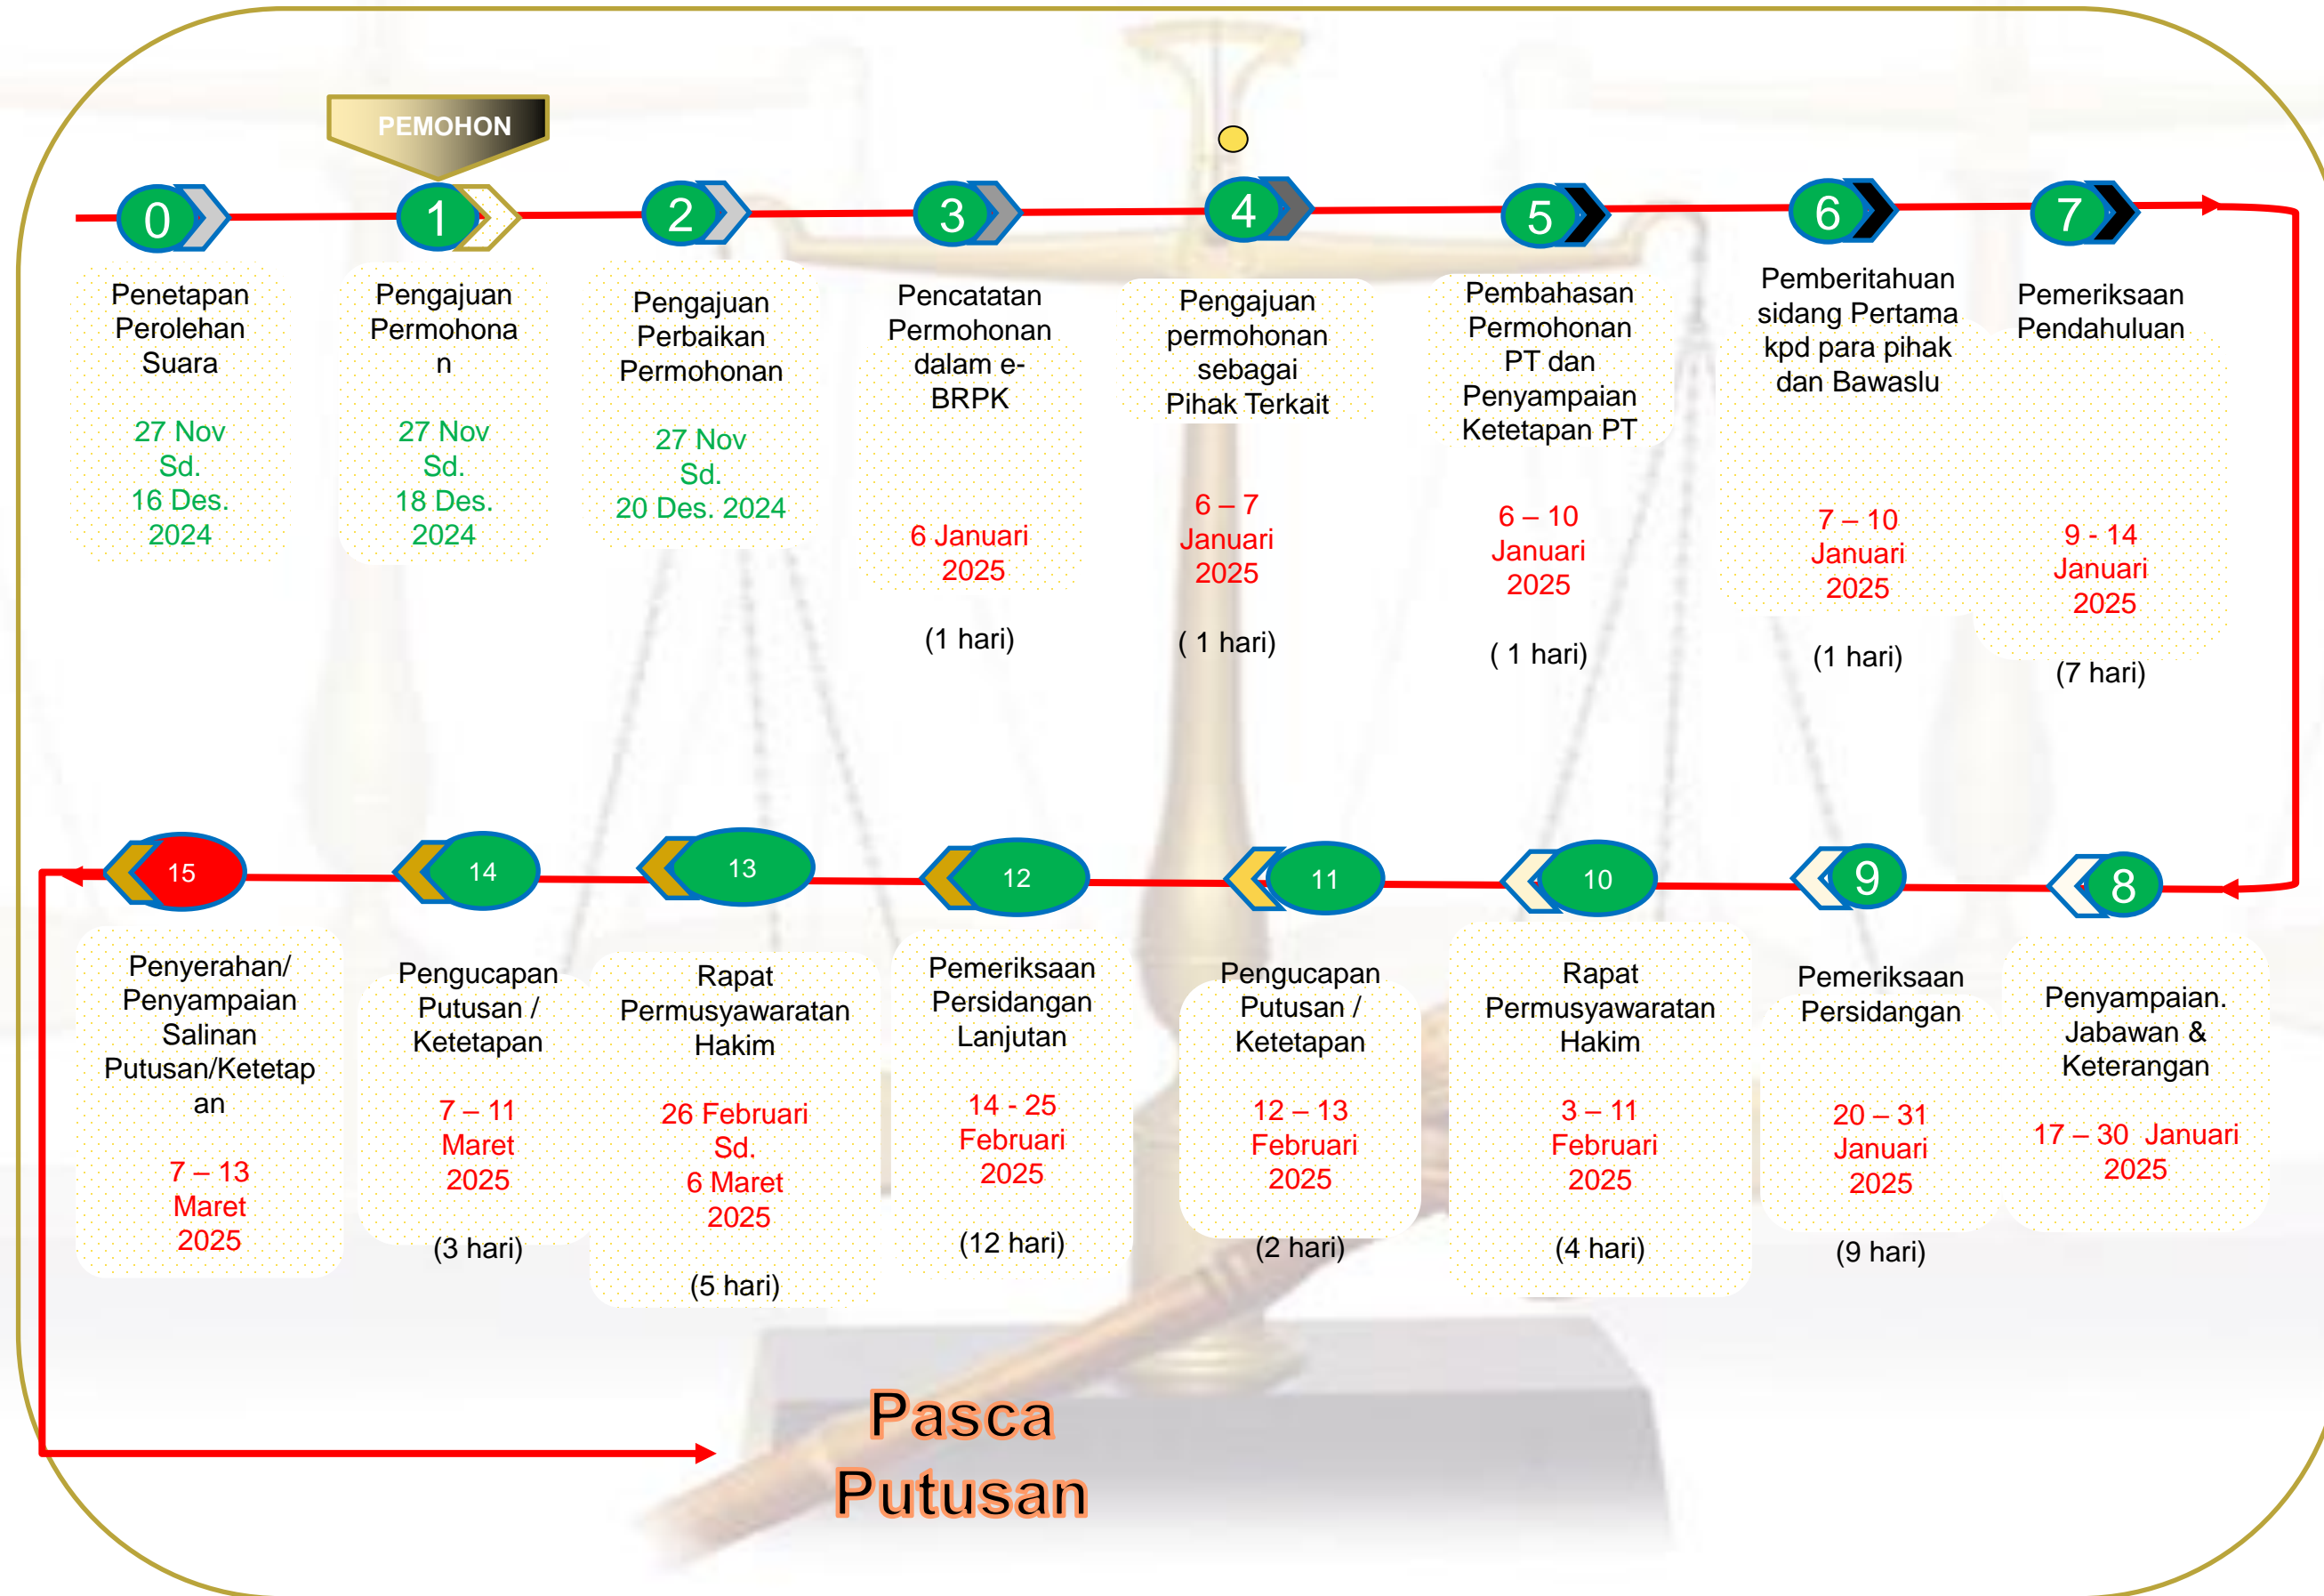 PEMOHON
0
Penetapan
Perolehan
Suara
27 Nov
Sd.
16 Des.
2024
1
Pengajuan
Permohona
n
27 Nov
Sd.
18 Des.
2024
2
Pengajuan
Perbaikan
Permohonan
27 Nov
Sd.
20 Des. 2024
3
Pencatatan
Permohonan
dalam e-
BRPK
6 Januari
2025
(1 hari)
4
Pengajuan
permohonan
sebagai
Pihak Terkait
6 – 7
Januari
2025
( 1 hari)
5
Pembahasan
Permohonan
PT dan
Penyampaian
Ketetapan PT
6 – 10
Januari
2025
( 1 hari)
6
Pemberitahuan
sidang Pertama
kpd para pihak
dan Bawaslu
7 – 10
Januari
2025
(1 hari)
7
Pemeriksaan
Pendahuluan
9 - 14
Januari
2025
(7 hari)
8
Penyampaian.
Jabawan &
Keterangan
17 – 30 Januari
2025
9
Pemeriksaan
Persidangan
20 – 31
Januari
2025
(9 hari)
10
Rapat
Permusyawaratan
Hakim
3 – 11
Februari
2025
(4 hari)
11
Pengucapan
Putusan /
Ketetapan
12 – 13
Februari
2025
(2 hari)
12
Pemeriksaan
Persidangan
Lanjutan
14 - 25
Februari
2025
(12 hari)
13
Rapat
Permusyawaratan
Hakim
26 Februari
Sd.
6 Maret
2025
(5 hari)
14
Pengucapan
Putusan /
Ketetapan
7 – 11
Maret
2025
(3 hari)
15
Penyerahan/
Penyampaian
Salinan
Putusan/Ketetap
an
7 – 13
Maret
2025
Pasca
Putusan